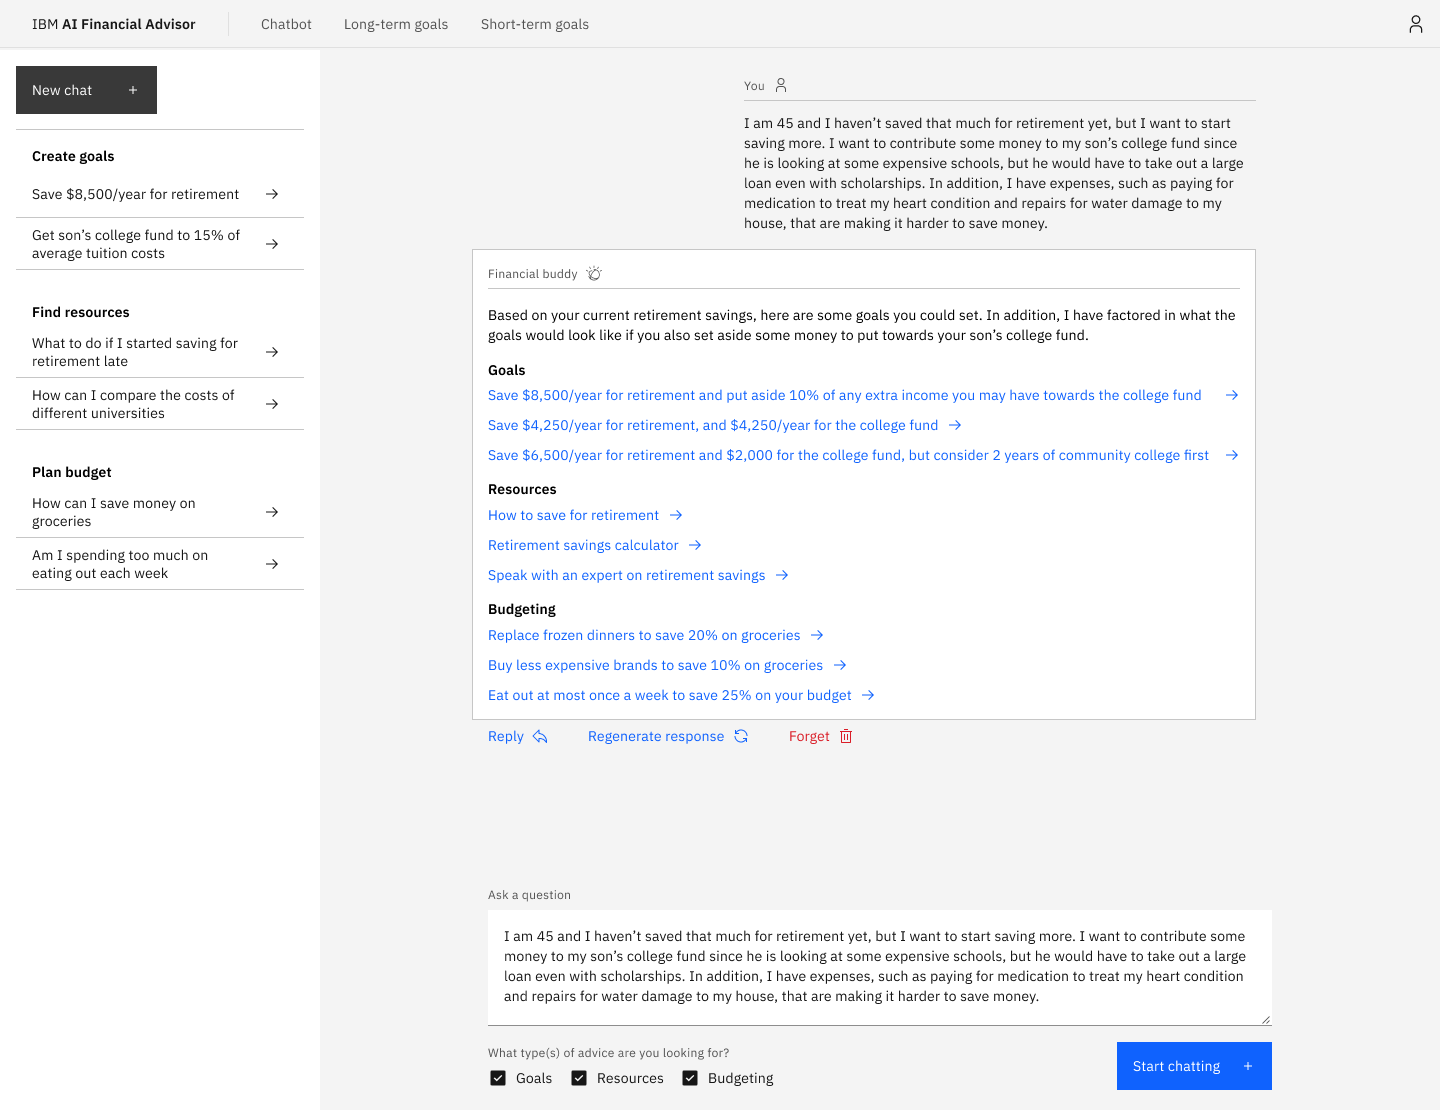 IBM AI Financial Advisor
Chatbot
Long-term goals
Short-term goals
New chat
Create goals
Save $8,500/year for retirement
Get son’s college fund to 15% of
average tuition costs
Find resources
What to do if I started saving for
retirement late
How can I compare the costs of
different universities
Plan budget
How can I save money on
groceries
Am I spending too much on
eating out each week
You
I am 45 and I haven’t saved that much for retirement yet, but I want to start
saving more. I want to contribute some money to my son’s college fund since
he is looking at some expensive schools, but he would have to take out a large
loan even with scholarships. In addition, I have expenses, such as paying for
medication to treat my heart condition and repairs for water damage to my
house, that are making it harder to save money.
Financial buddy
Based on your current retirement savings, here are some goals you could set. In addition, I have factored in what the
goals would look like if you also set aside some money to put towards your son’s college fund.
Goals
Save $8,500/year for retirement and put aside 10% of any extra income you may have towards the college fund
Save $4,250/year for retirement, and $4,250/year for the college fund
Save $6,500/year for retirement and $2,000 for the college fund, but consider 2 years of community college first
Resources
How to save for retirement
Retirement savings calculator
Speak with an expert on retirement savings
Budgeting
Replace frozen dinners to save 20% on groceries
Buy less expensive brands to save 10% on groceries
Eat out at most once a week to save 25% on your budget
Reply
Regenerate response
Forget
Ask a question
I am 45 and I haven’t saved that much for retirement yet, but I want to start saving more. I want to contribute some
money to my son’s college fund since he is looking at some expensive schools, but he would have to take out a large
loan even with scholarships. In addition, I have expenses, such as paying for medication to treat my heart condition
and repairs for water damage to my house, that are making it harder to save money.
What type(s) of advice are you looking for?
Goals
Resources
Budgeting
Start chatting